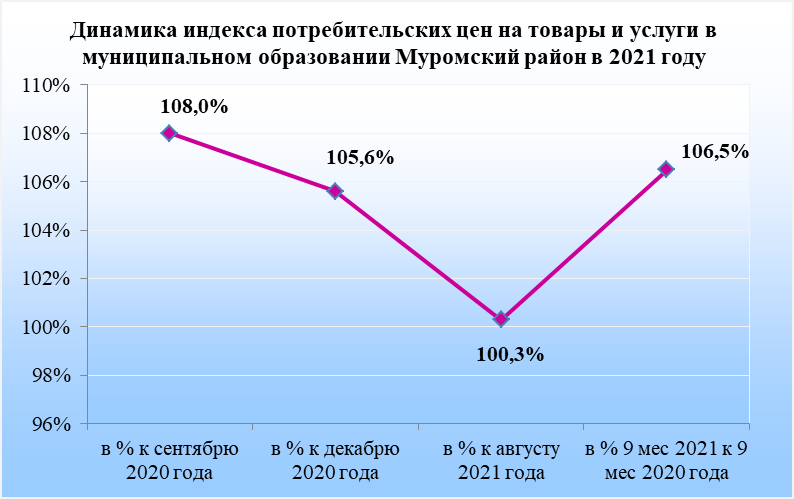 Динамика индекса потребительских цен на товары и услуги в
муниципальном образовании Муромский район в 2021 году
110%
108%
106%
104%
102%
100%
98%
96%
108,0%
105,6%
100,3%
106,5%
в % к сентябрю
2020 года
в % к декабрю
2020 года
в % к августу
2021 года
в % 9 мес 2021 к 9
мес 2020 года